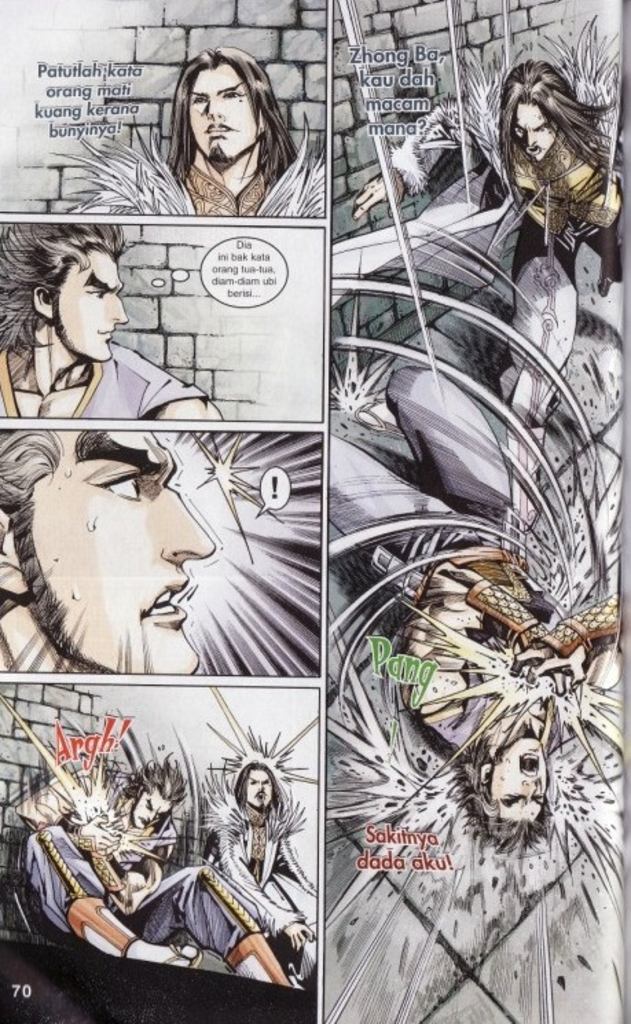 Patutlah kata
orang mati
kuang kerana
bunyinya!
Dia
ini bak kata
orang tua-tua,
diam-diam ubi
berisi...
!
Argh!
Zhong Ba,
kau dah
macam
mana?
Pang
!
Sakitnya
dada aku!
70